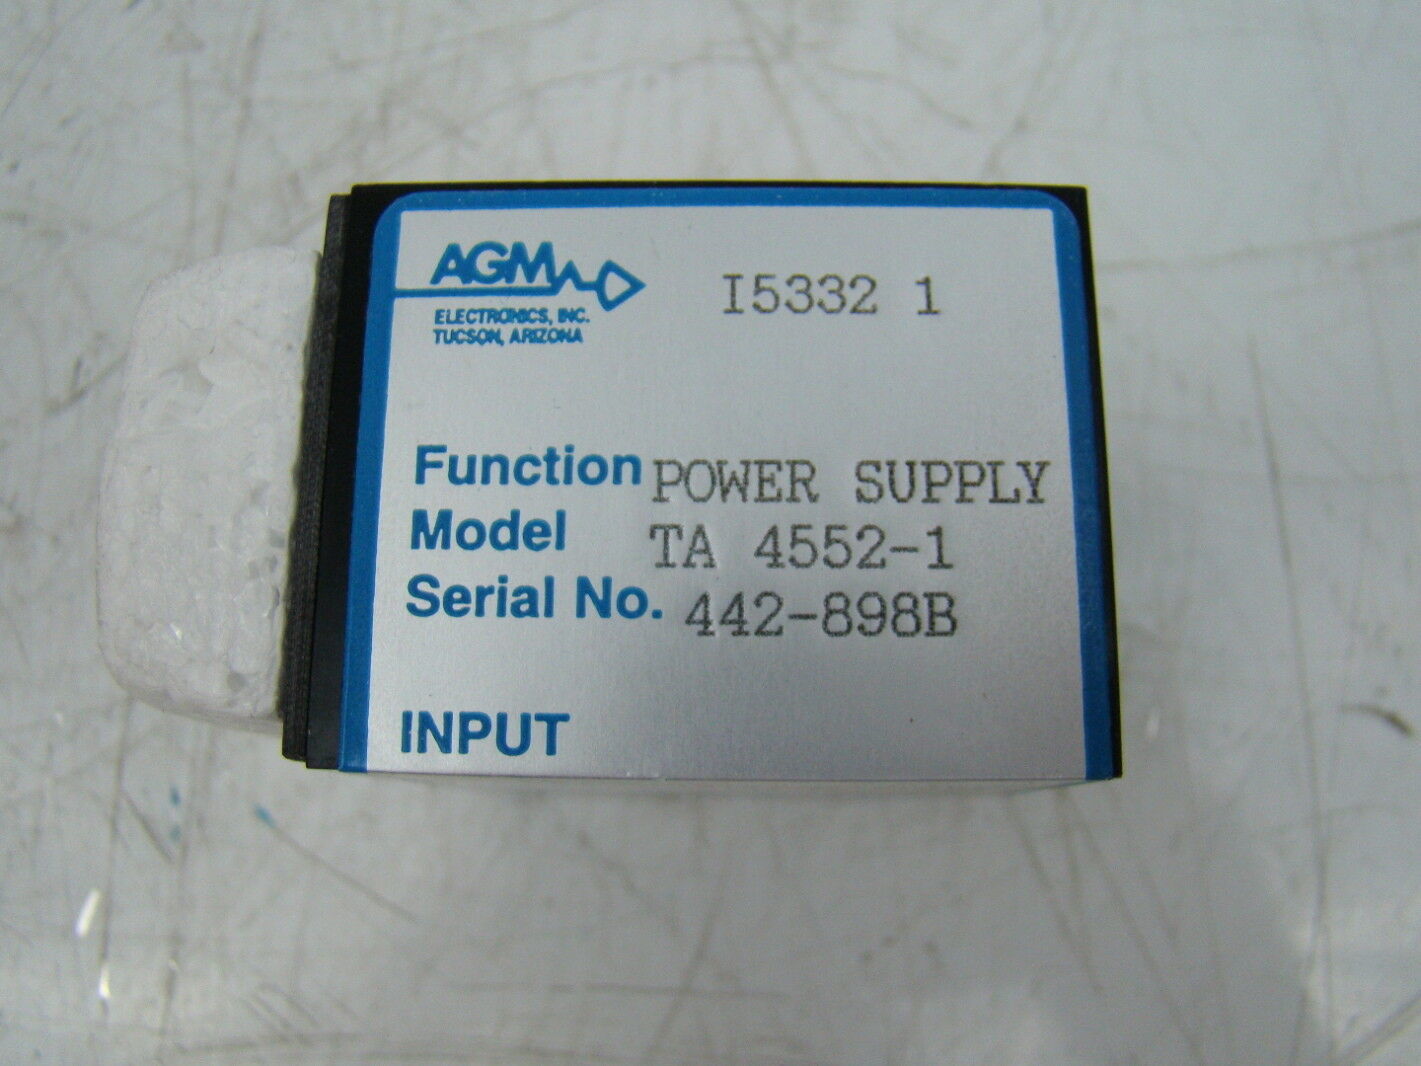 AGM
ELECTRONICS, INC.
TUCSON, ARIZONA
I5332 1
Function POWER SUPPLY
Model TA 4552-1
Serial No. 442-898B
INPUT